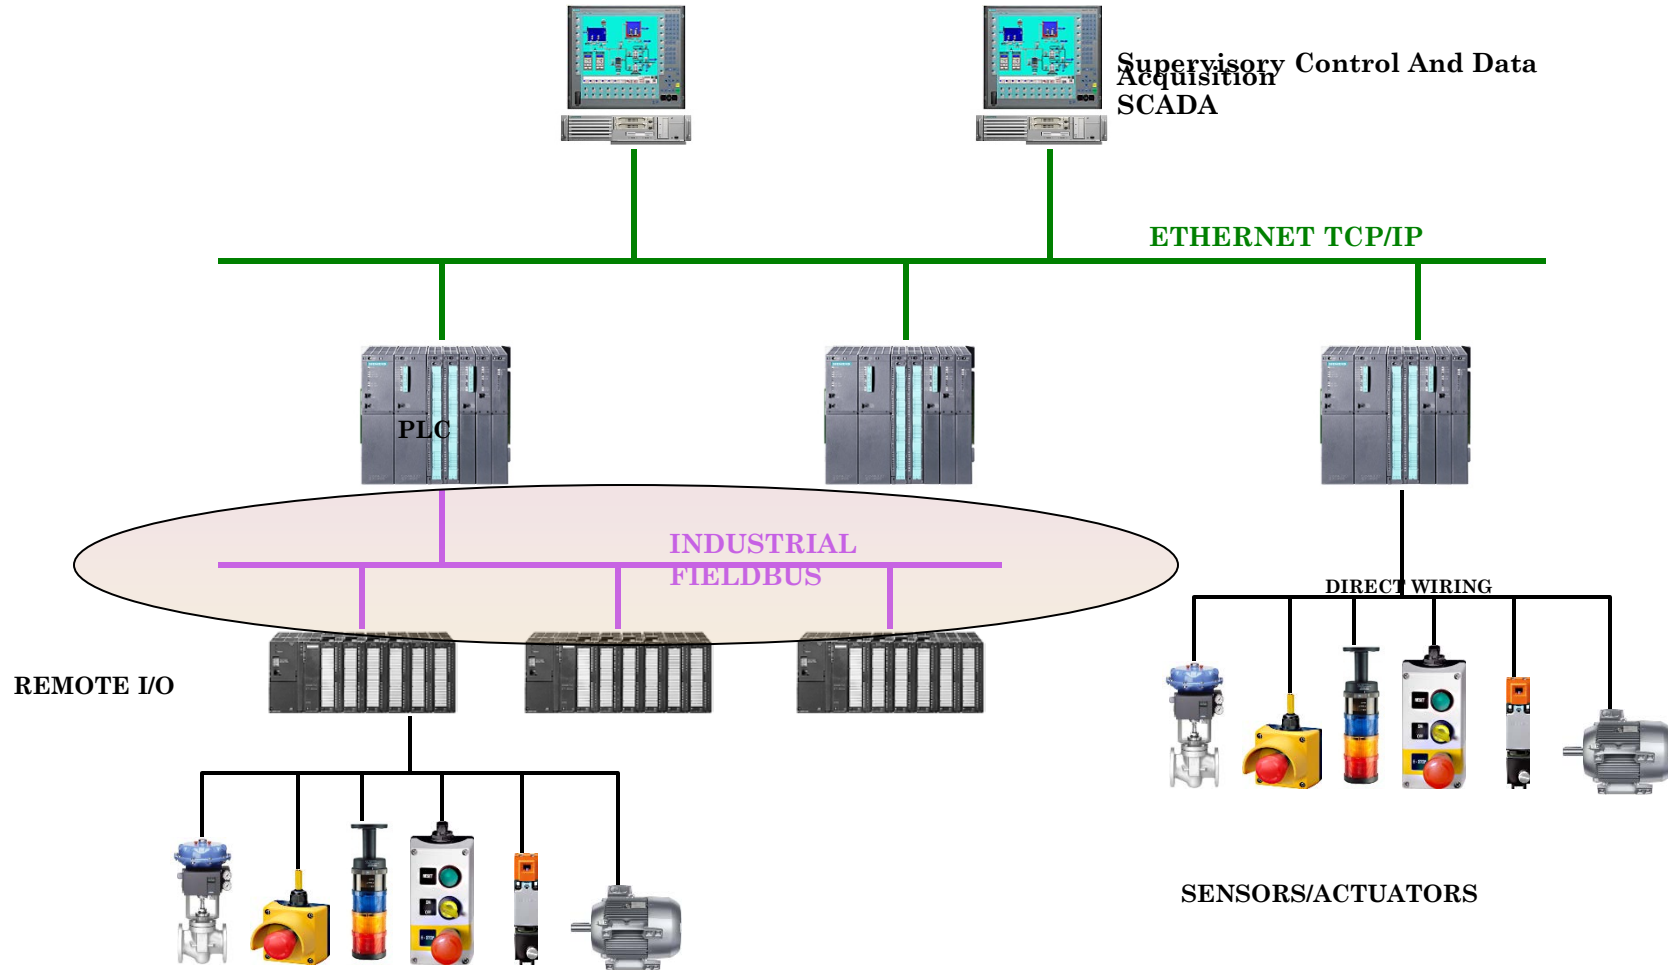 Supervisory Control And Data
Acquisition
SCADA
ETHERNET TCP/IP
PLC
INDUSTRIAL
FIELDBUS
DIRECT WIRING
REMOTE I/O
SENSORS/ACTUATORS